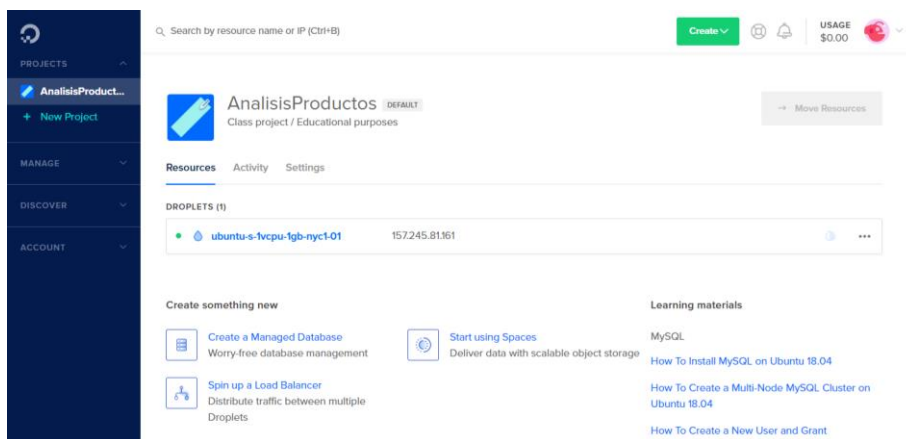 Search by resource name or IP (Ctrl+B)
Create
USAGE
$0.00
PROJECTS
AnalisisProduct...
+ New Project
MANAGE
DISCOVER
ACCOUNT
AnalisisProductos DEFAULT
Class project / Educational purposes
→ Move Resources
Resources Activity Settings
DROPLETS (1)
ubuntu-s-1vcpu-1gb-nyc1-01 157.245.81.161
Create something new
Create a Managed Database
Worry-free database management
Spin up a Load Balancer
Distribute traffic between multiple
Droplets
Start using Spaces
Deliver data with scalable object storage
Learning materials
MySQL
How To Install MySQL on Ubuntu 18.04
How To Create a Multi-Node MySQL Cluster on
Ubuntu 18.04
How To Create a New User and Grant